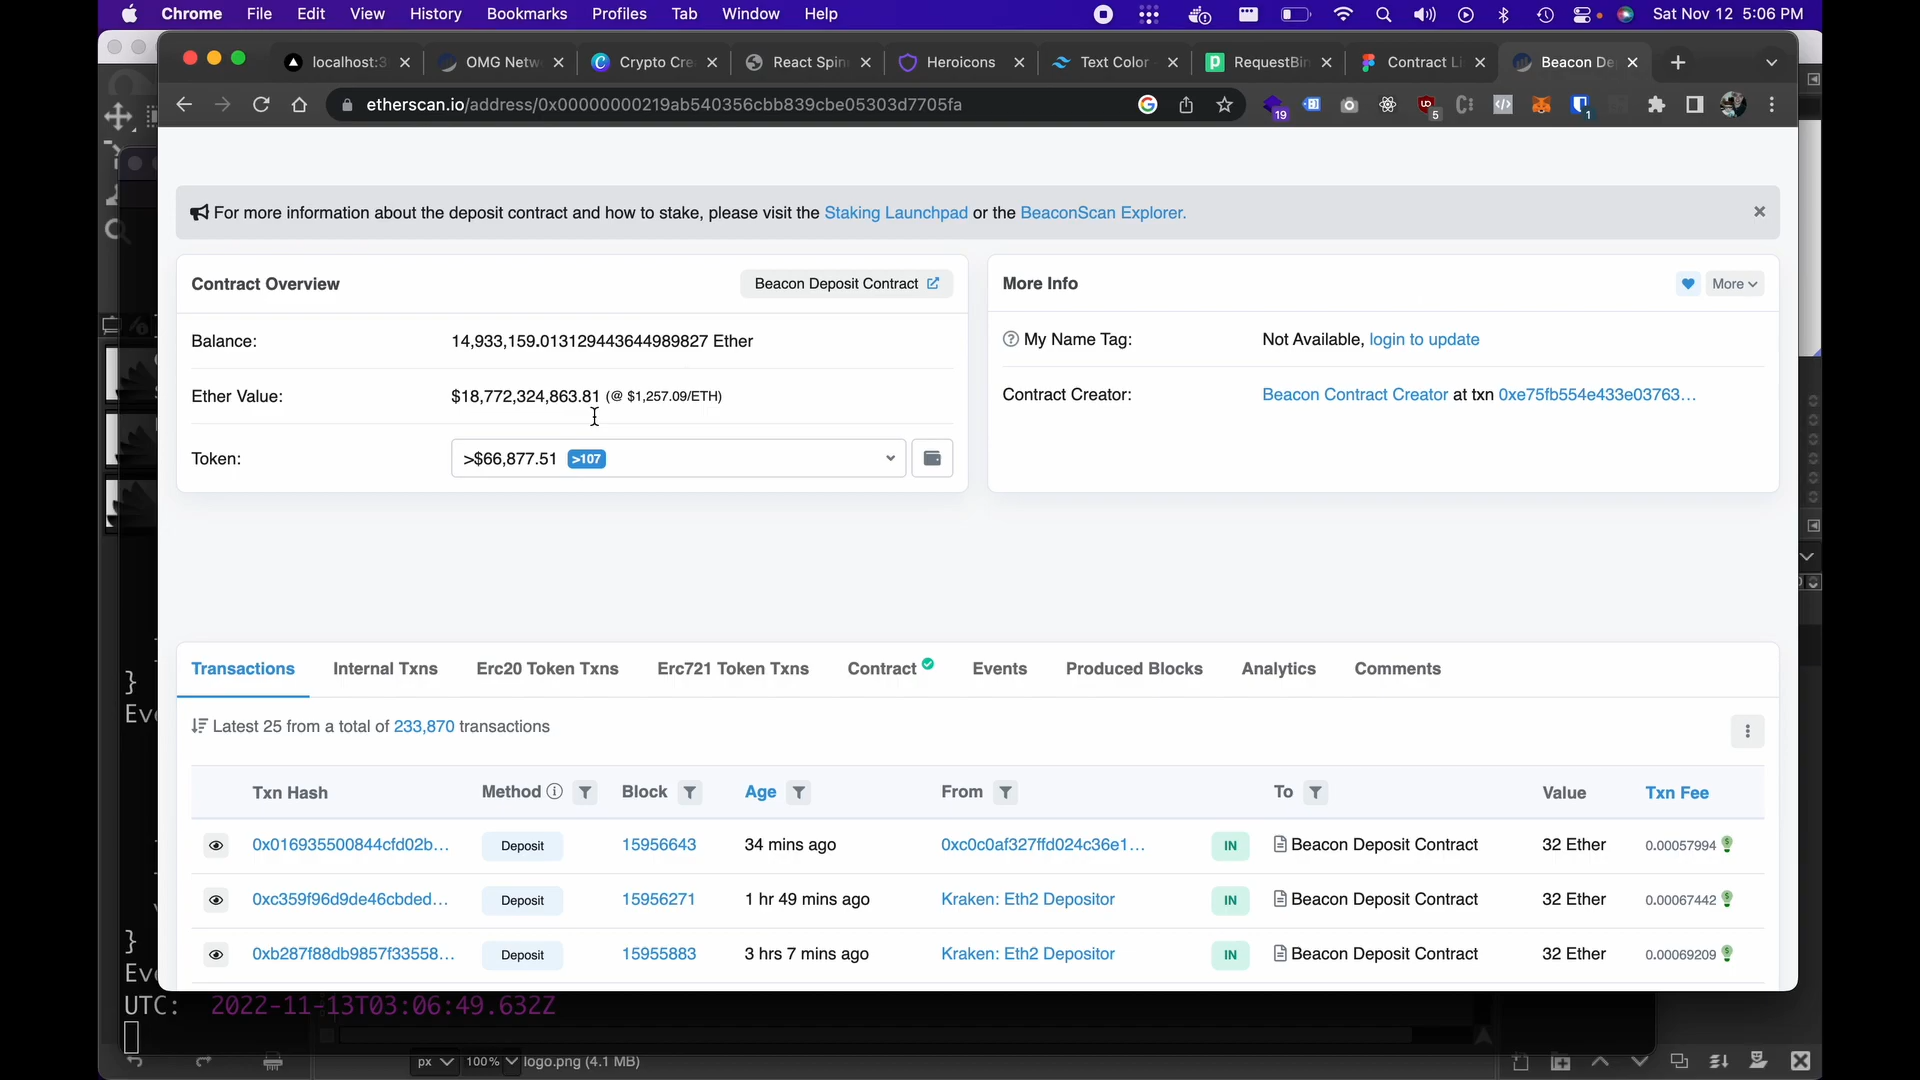 Chrome File Edit View History Bookmarks Profiles Tab Window Help Sat Nov 12 5:06 PM
localhost:3 OMG Netw Crypto Cre React Spin Heroicons Text Color RequestBin Contract Li Beacon De
etherscan.io/address/0x00000000219ab540356cbb839cbe05303d7705fa 19 5 1
For more information about the deposit contract and how to stake, please visit the Staking Launchpad or the BeaconScan Explorer.
Contract Overview Beacon Deposit Contract
More Info More
Balance: 14,933,159.013129443644989827 Ether
My Name Tag: Not Available, login to update
Ether Value: $18,772,324,863.81 (@ $1,257.09/ETH)
Contract Creator: Beacon Contract Creator at txn 0xe75fb554e433e03763...
Token: >$66,877.51 >107
Transactions Internal Txns Erc20 Token Txns Erc721 Token Txns Contract Events Produced Blocks Analytics Comments
Latest 25 from a total of 233,870 transactions
Txn Hash Method Block Age From To Value Txn Fee
0x016935500844cfd02b... Deposit 15956643 34 mins ago 0xc0c0af327ffd024c36e1... IN Beacon Deposit Contract 32 Ether 0.00057994
0xc359f96d9de46cbded... Deposit 15956271 1 hr 49 mins ago Kraken: Eth2 Depositor IN Beacon Deposit Contract 32 Ether 0.00067442
0xb287f88db9857f33558... Deposit 15955883 3 hrs 7 mins ago Kraken: Eth2 Depositor IN Beacon Deposit Contract 32 Ether 0.00069209
}
Eve
}
Eve
UTC: 2022-11-13T03:06:49.632Z
px 100% logo.png (4.1 MB)